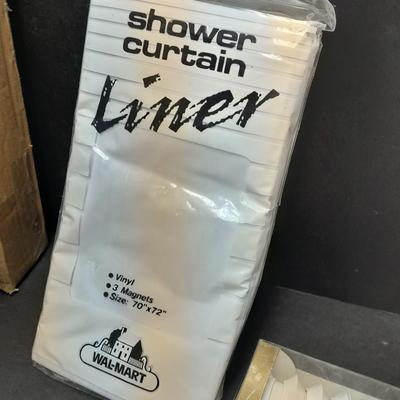 shower
curtain
Liner
• Vinyl
• 3 Magnets
• Size: 70"x72"
WAL-MART